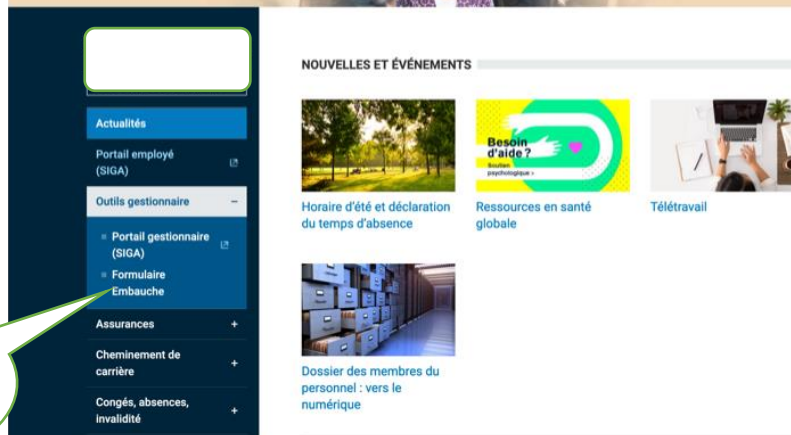 Actualités
Portail employé
(SIGA)
Outils gestionnaire –
Portail gestionnaire
(SIGA)
Formulaire
Embauche
Assurances +
Cheminement de
carrière +
Congés, absences,
invalidité +
NOUVELLES ET ÉVÉNEMENTS
Besoin
d'aide ?
Soutien
psychologique »
Horaire d'été et déclaration
du temps d'absence
Ressources en santé
globale
Télétravail
Dossier des membres du
personnel : vers le
numérique